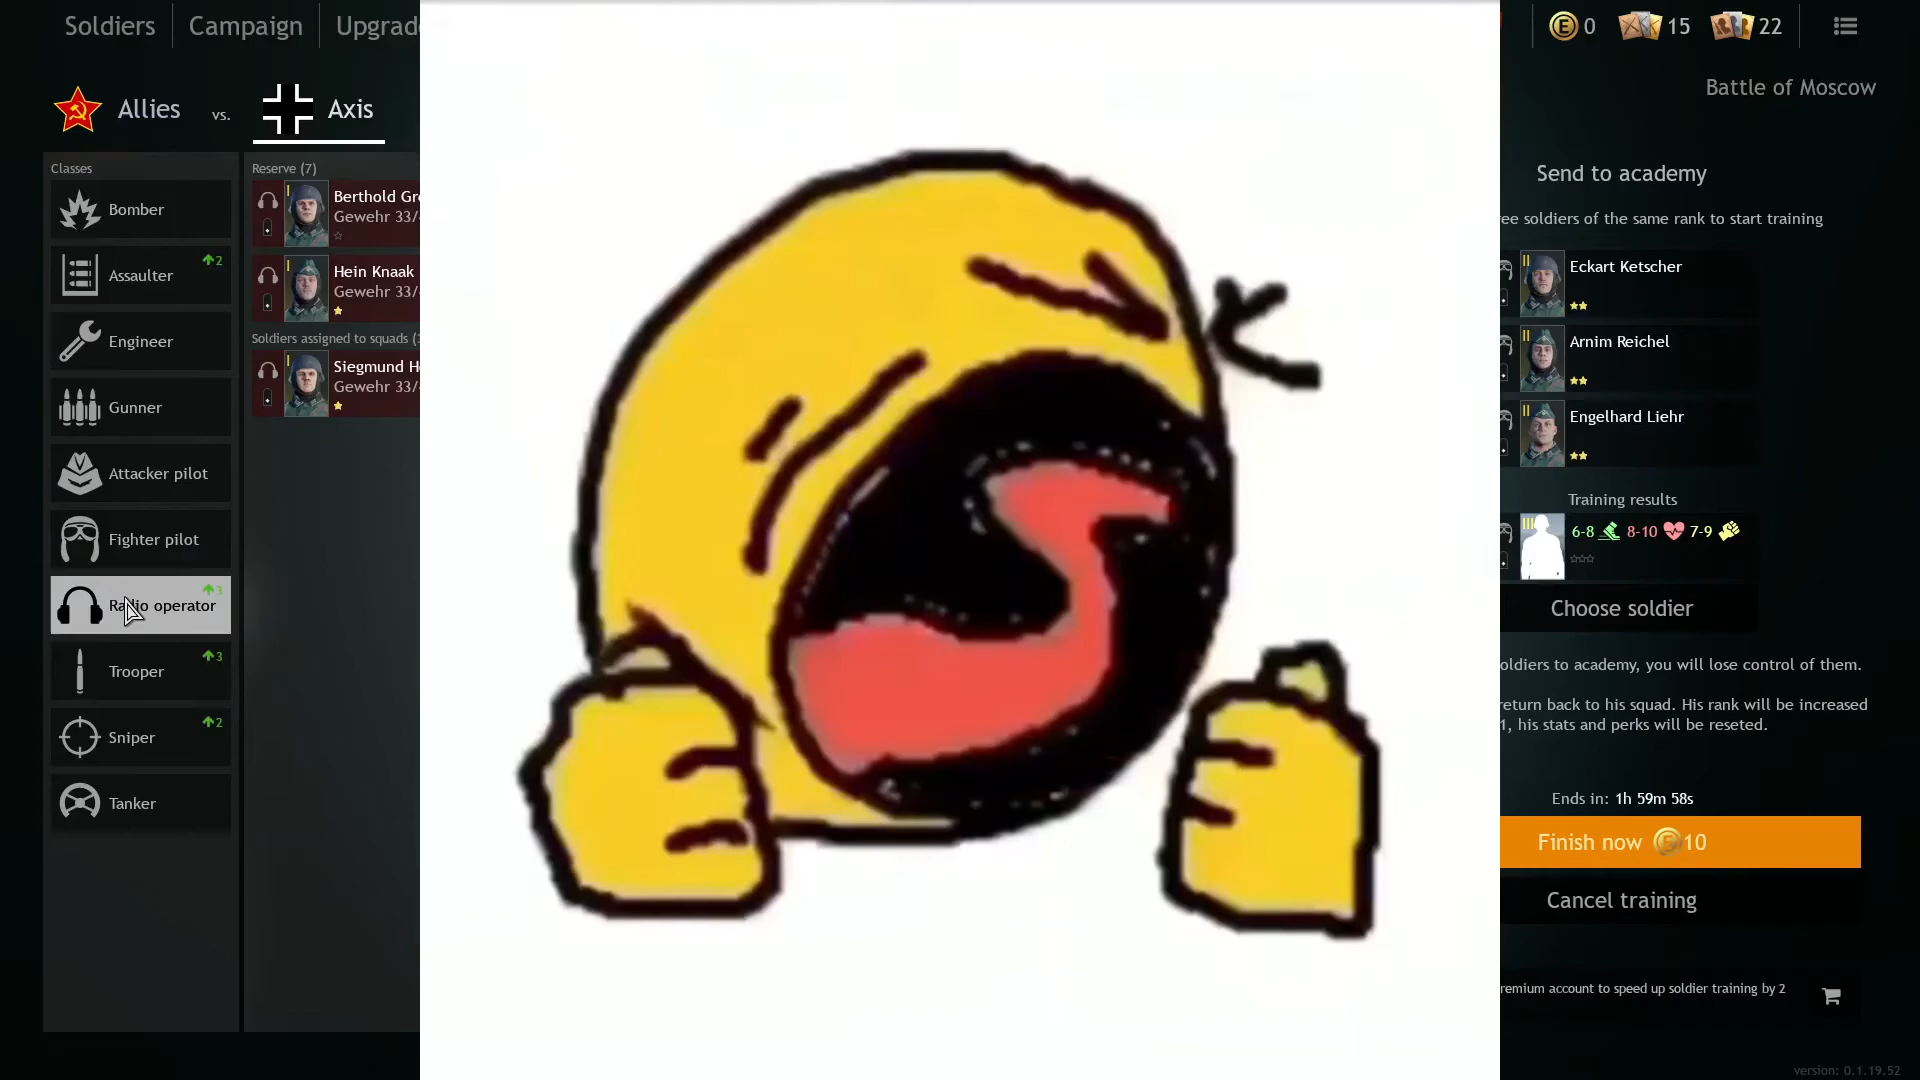 Soldiers
Campaign
0
15
22
Allies
vs.
Axis
Battle of Moscow
Classes
Bomber
Assaulter
2
Engineer
Gunner
Attacker pilot
Fighter pilot
Radio operator
3
Trooper
3
Sniper
2
Tanker
Reserve (7)
Berthold
Gewehr 33/
Hein Knaak
Gewehr 33/
Soldiers assigned to squads
Siegmund
Gewehr 33/
Send to academy
soldiers of the same rank to start training
II
Eckart Ketscher
II
Arnim Reichel
II
Engelhard Liehr
Training results
III
6-8
8-10
7-9
Choose soldier
to academy, you will lose control of them.
back to his squad. His rank will be increased
1, his stats and perks will be reseted.
Ends in: 1h 59m 58s
Finish now E 10
Cancel training
account to speed up soldier training by 2
version: 0.1.19.52